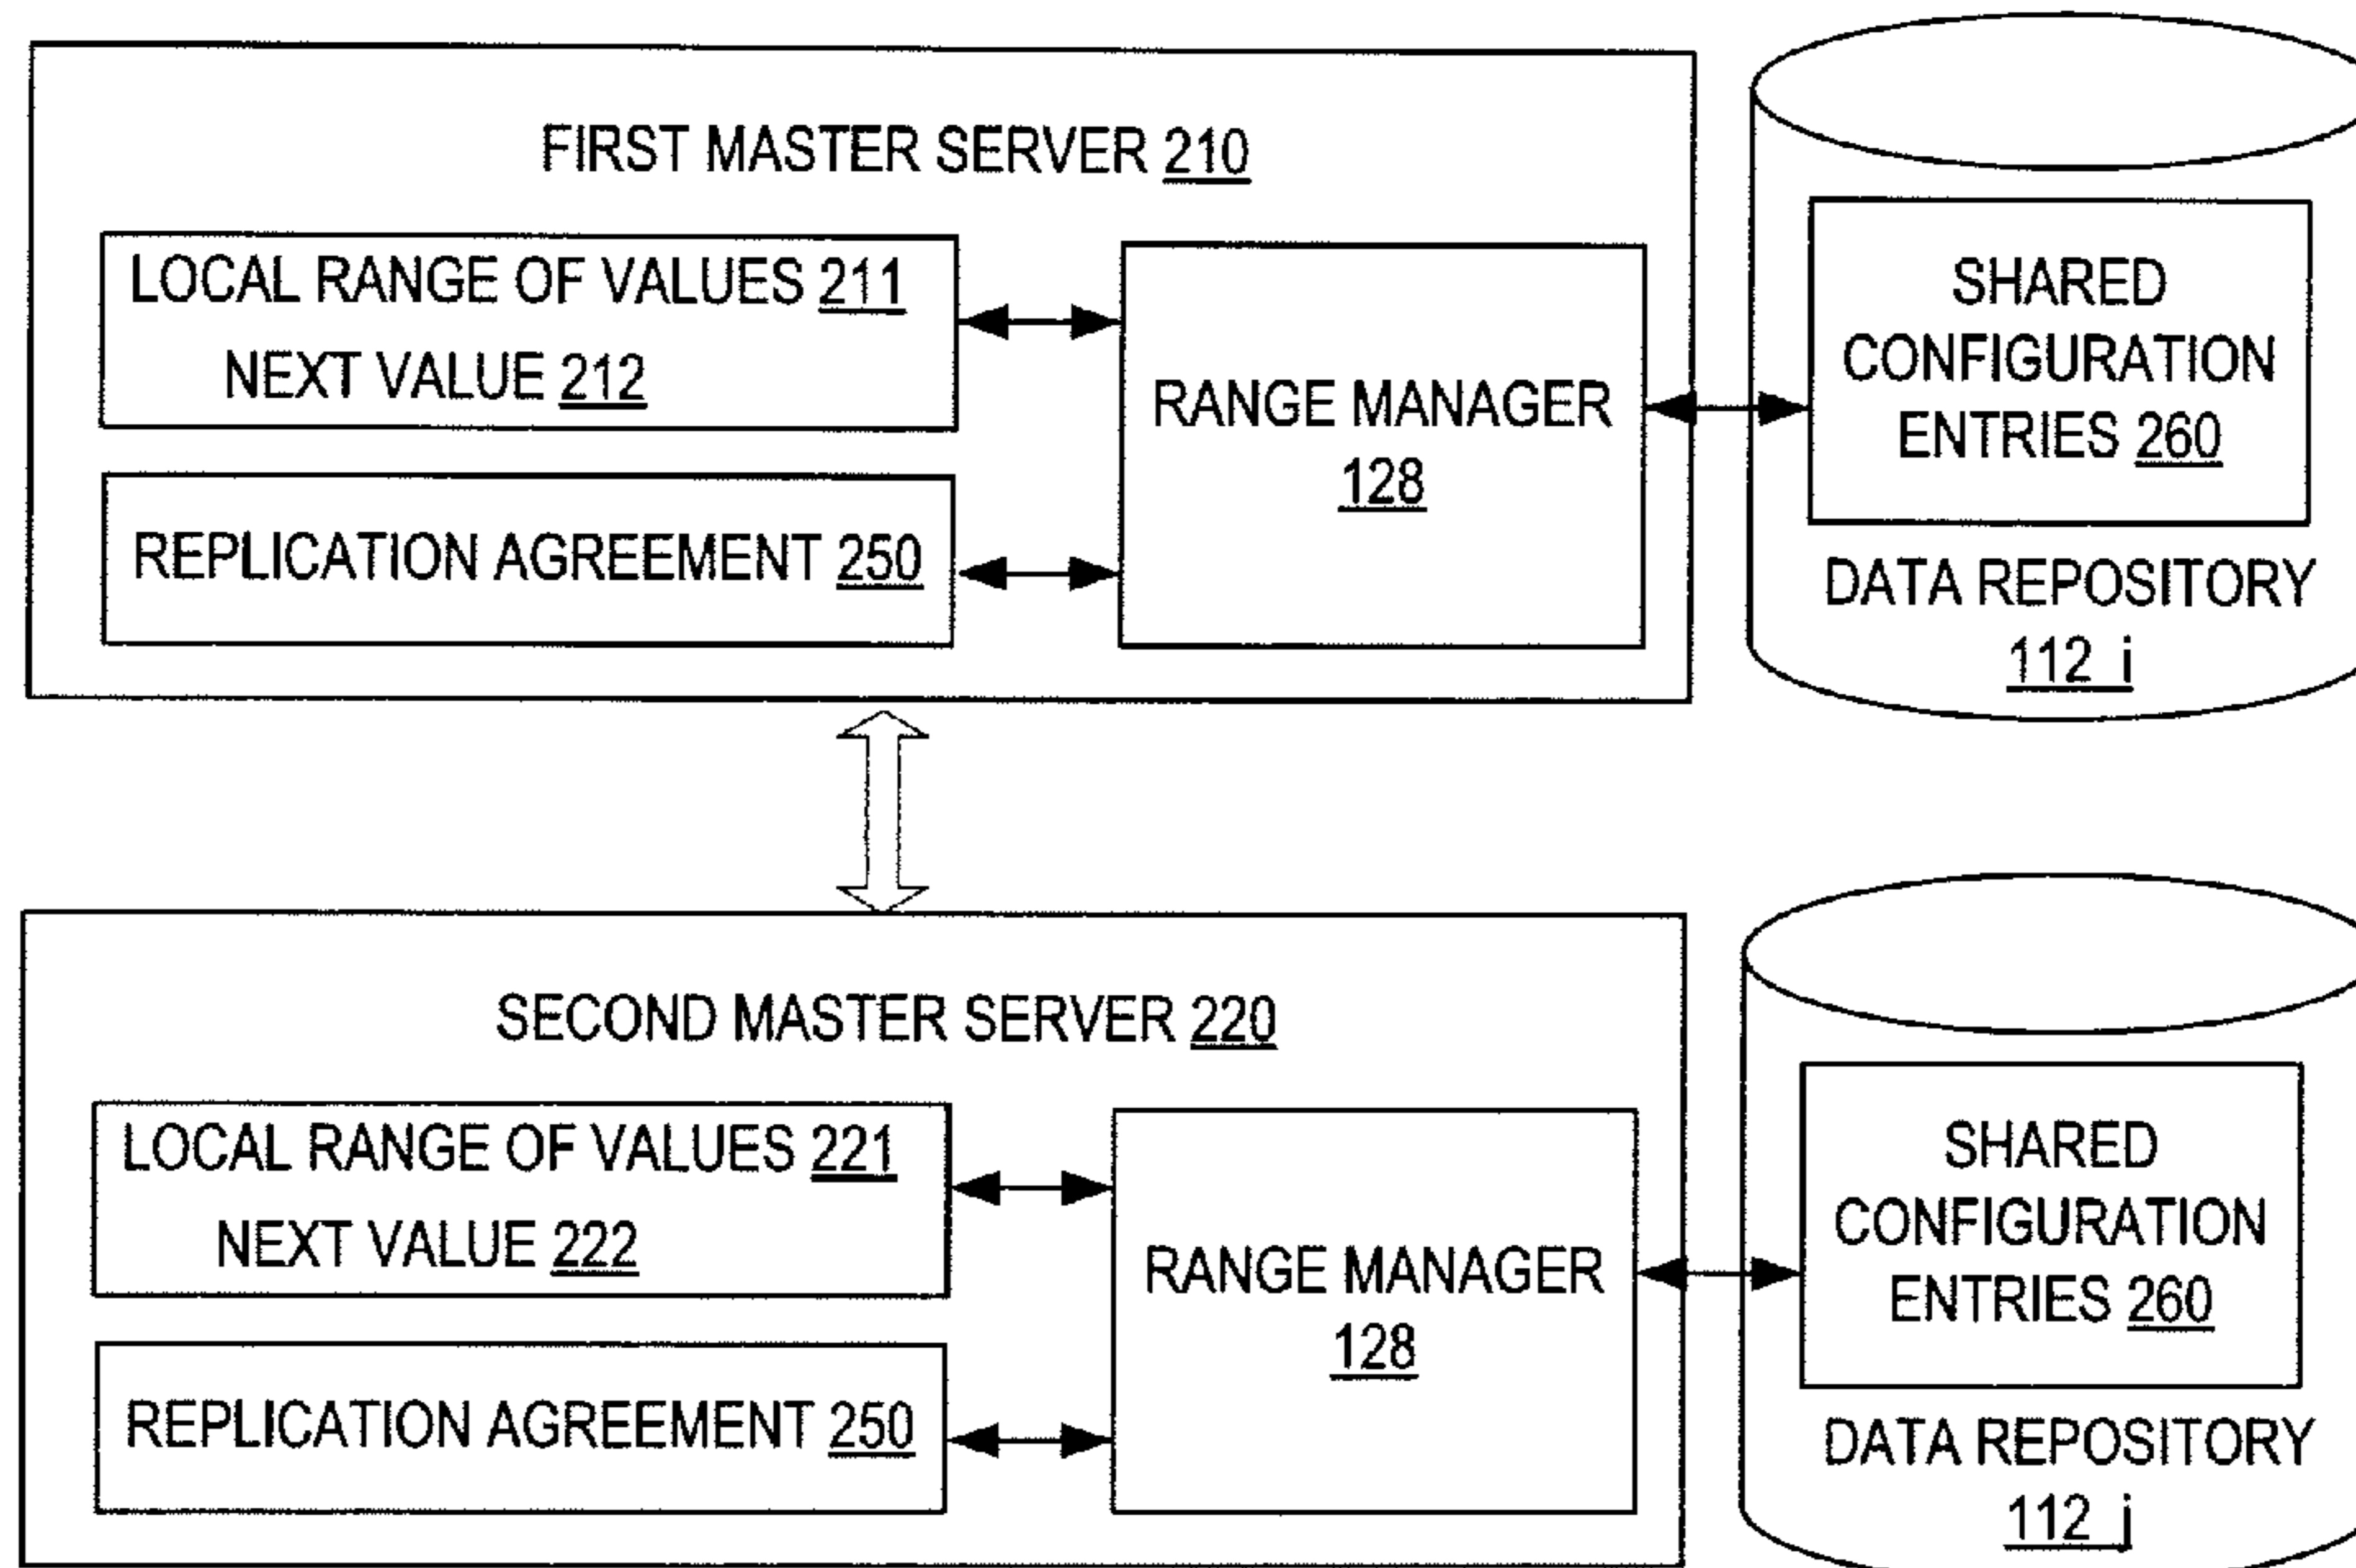 FIRST MASTER SERVER 210
LOCAL RANGE OF VALUES 211
NEXT VALUE 212
REPLICATION AGREEMENT 250
RANGE MANAGER
128
SHARED
CONFIGURATION
ENTRIES 260
DATA REPOSITORY
112_i
SECOND MASTER SERVER 220
LOCAL RANGE OF VALUES 221
NEXT VALUE 222
REPLICATION AGREEMENT 250
RANGE MANAGER
128
SHARED
CONFIGURATION
ENTRIES 260
DATA REPOSITORY
112_j